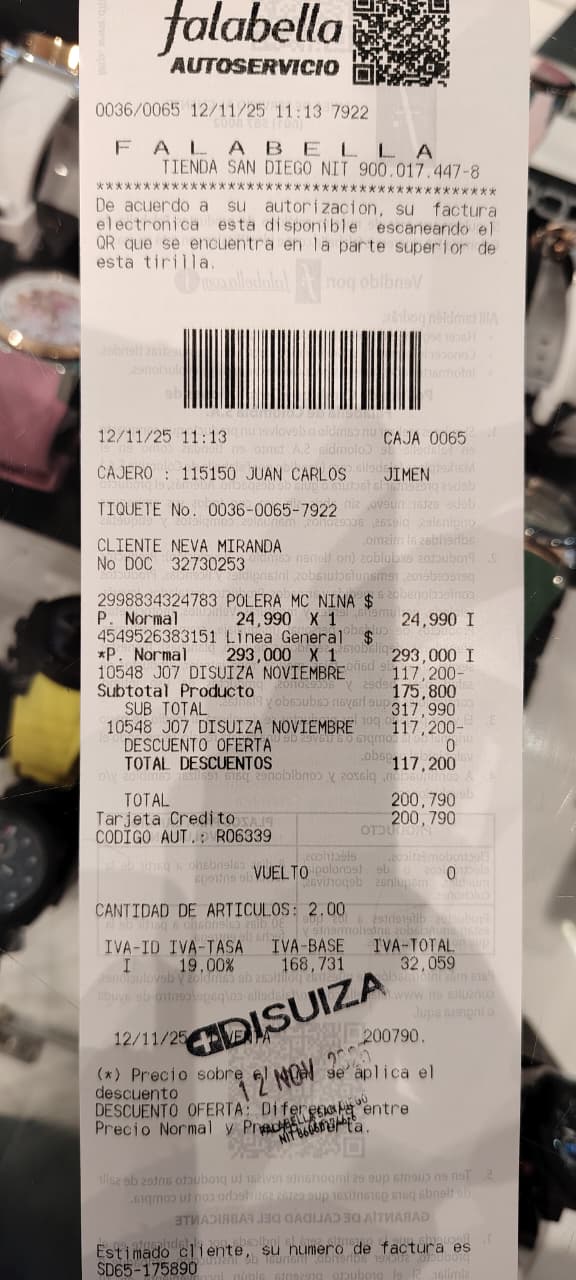 falabella
AUTOSERVICIO
0036/0065 12/11/25 11:13 7922
F A L A B E L L A
TIENDA SAN DIEGO NIT 900.017.447-8
******************************************
De acuerdo a su autorizacion, su factura
electronica esta disponible escaneando el
QR que se encuentra en la parte superior de
esta tirilla.
12/11/25 11:13 CAJA 0065
CAJERO : 115150 JUAN CARLOS JIMEN
TIQUETE No. 0036-0065-7922
CLIENTE NEVA MIRANDA
No DOC 32730253
2998834324783 POLERA MC NINA $
P. Normal 24,990 X 1 24,990 I
4549526383151 Linea General $
*P. Normal 293,000 X 1 293,000 I
10548 J07 DISUIZA NOVIEMBRE 117,200-
Subtotal Producto 175,800
SUB TOTAL 317,990
10548 J07 DISUIZA NOVIEMBRE 117,200-
DESCUENTO OFERTA 0
TOTAL DESCUENTOS 117,200
TOTAL 200,790
Tarjeta Credito 200,790
CODIGO AUT.: R06339
VUELTO 0
CANTIDAD DE ARTICULOS: 2.00
IVA-ID IVA-TASA IVA-BASE IVA-TOTAL
I 19.00% 168,731 32,059
DISUIZA
12/11/25 VENTA 200790.
(*) Precio sobre el cual se aplica el
12 NOV
descuento
DESCUENTO OFERTA: Diferencia entre
FALABELLA SAN DIEGO
Precio Normal y Precio Oferta.
NIT
Estimado cliente, su numero de factura es
SD65-175890